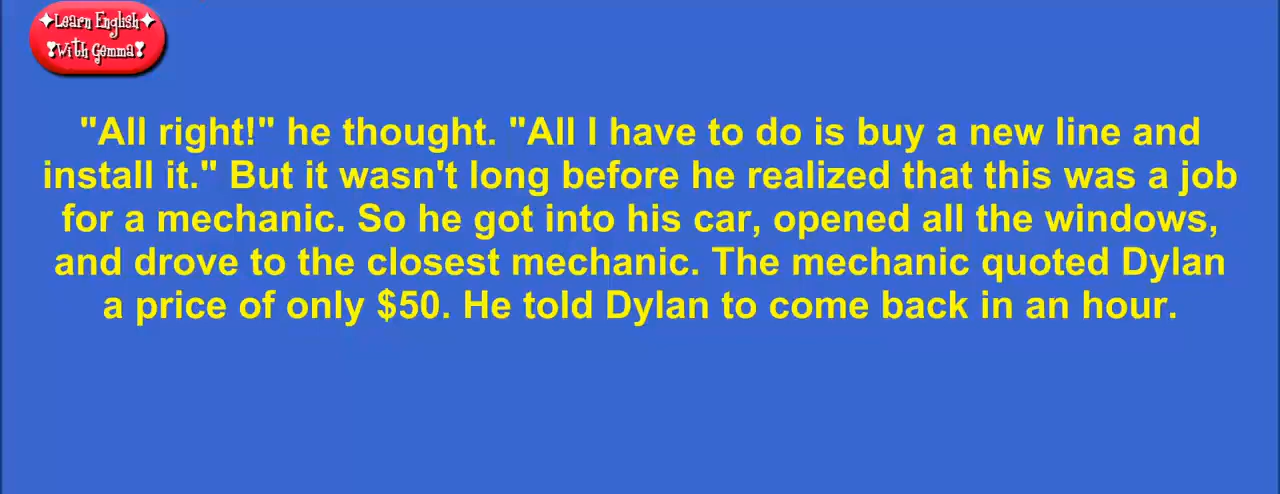 ✦Learn English✦
❣With Gemma❣
"All right!" he thought. "All I have to do is buy a new line and
install it." But it wasn't long before he realized that this was a job
for a mechanic. So he got into his car, opened all the windows,
and drove to the closest mechanic. The mechanic quoted Dylan
a price of only $50. He told Dylan to come back in an hour.